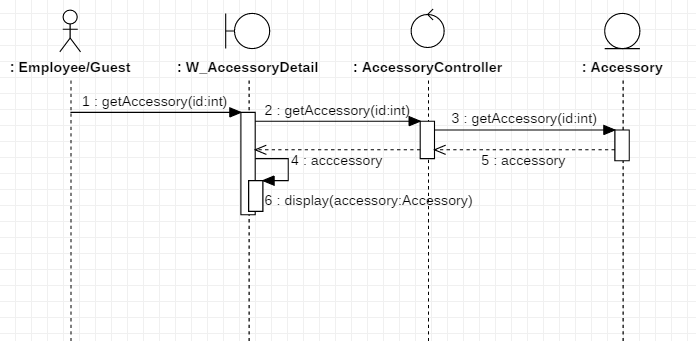 : Employee/Guest
: W_AccessoryDetail
: AccessoryController
: Accessory
1 : getAccessory(id:int)
2 : getAccessory(id:int)
3 : getAccessory(id:int)
4 : acccessory
5 : accessory
6 : display(accessory:Accessory)